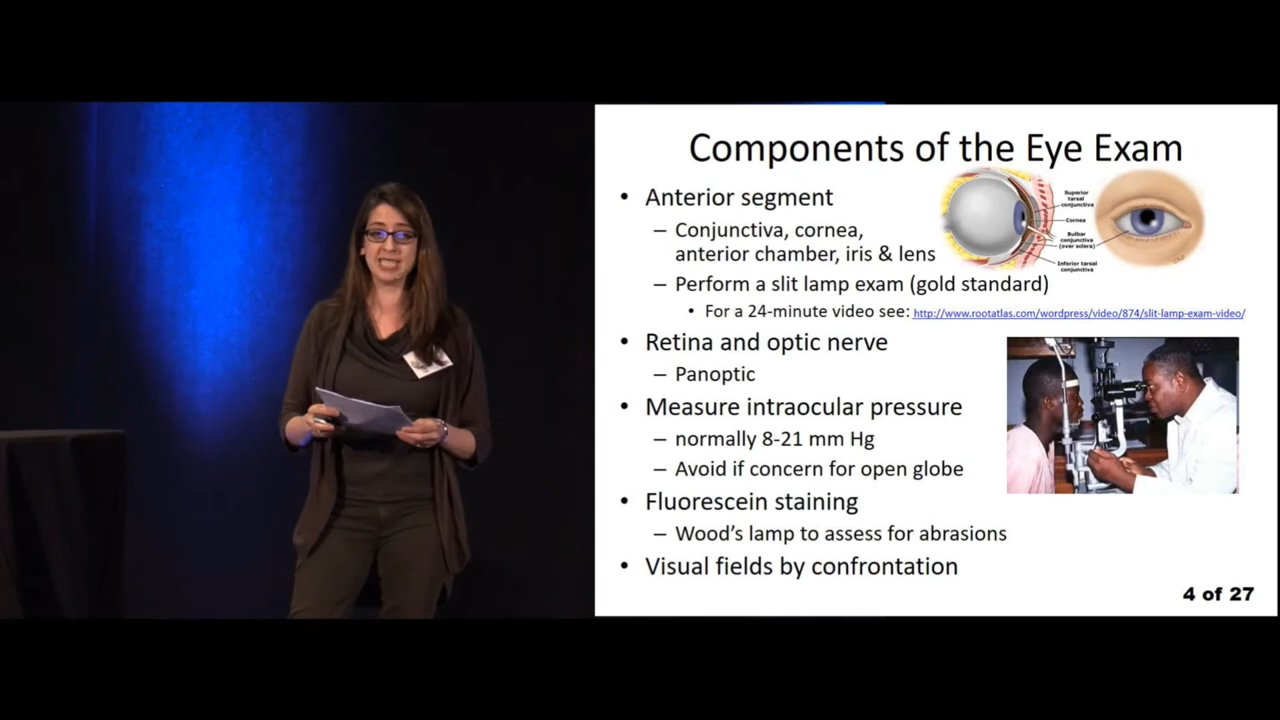 Components of the Eye Exam
• Anterior segment
– Conjunctiva, cornea,
anterior chamber, iris & lens
– Perform a slit lamp exam (gold standard)
• For a 24-minute video see: http://www.rootatlas.com/wordpress/video/874/slit-lamp-exam-video/
Superior
tarsal
conjunctiva
Cornea
Bulbar
conjunctiva
(over sclera)
Inferior tarsal
conjunctiva
• Retina and optic nerve
– Panoptic
• Measure intraocular pressure
– normally 8-21 mm Hg
– Avoid if concern for open globe
• Fluorescein staining
– Wood’s lamp to assess for abrasions
• Visual fields by confrontation
4 of 27